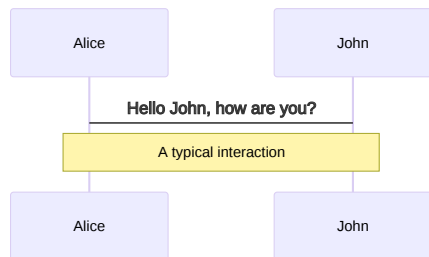 Alice
John
Hello John, how are you?
A typical interaction
Alice
John